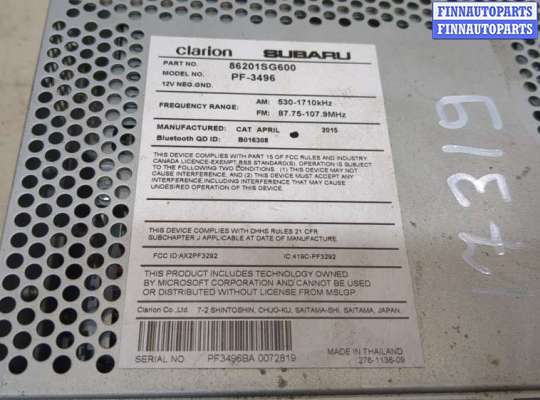 FINNAUTOPARTS
FINNAUTOPARTS
FINNAUTOPARTS
clarion SUBARU
PART NO. 86201SG600
MODEL NO. PF-3496
12V NEG.GND.
FREQUENCY RANGE: AM: 530-1710kHz
FM: 87.75-107.9MHz
MANUFACTURED: CAT APRIL 2015
Bluetooth QD ID: B016308
THIS DEVICE COMPLIES WITH PART 15 OF FCC RULES AND INDUSTRY
CANADA LICENCE-EXEMPT RSS STANDARD(S). OPERATION IS SUBJECT
TO THE FOLLOWING TWO CONDITIONS: (1) THIS DEVICE MAY NOT
CAUSE INTERFERENCE, AND (2) THIS DEVICE MUST ACCEPT ANY
INTERFERENCE, INCLUDING INTERFERENCE THAT MAY CAUSE
UNDESIRED OPERATION OF THIS DEVICE.
THIS DEVICE COMPLIES WITH DHHS RULES 21 CFR
SUBCHAPTER J APPLICABLE AT DATE OF MANUFACTURE.
FCC ID:AX2PF3292 IC:419C-PF3292
THIS PRODUCT INCLUDES TECHNOLOGY OWNED
BY MICROSOFT CORPORATION AND CANNOT BE USED
OR DISTRIBUTED WITHOUT A LICENSE FROM MSLGP.
Clarion Co.,Ltd. 7-2 SHINTOSHIN, CHUO-KU, SAITAMA-SHI, SAITAMA, JAPAN.
SERIAL NO. PF3496BA 0072819
MADE IN THAILAND
276-1136-09